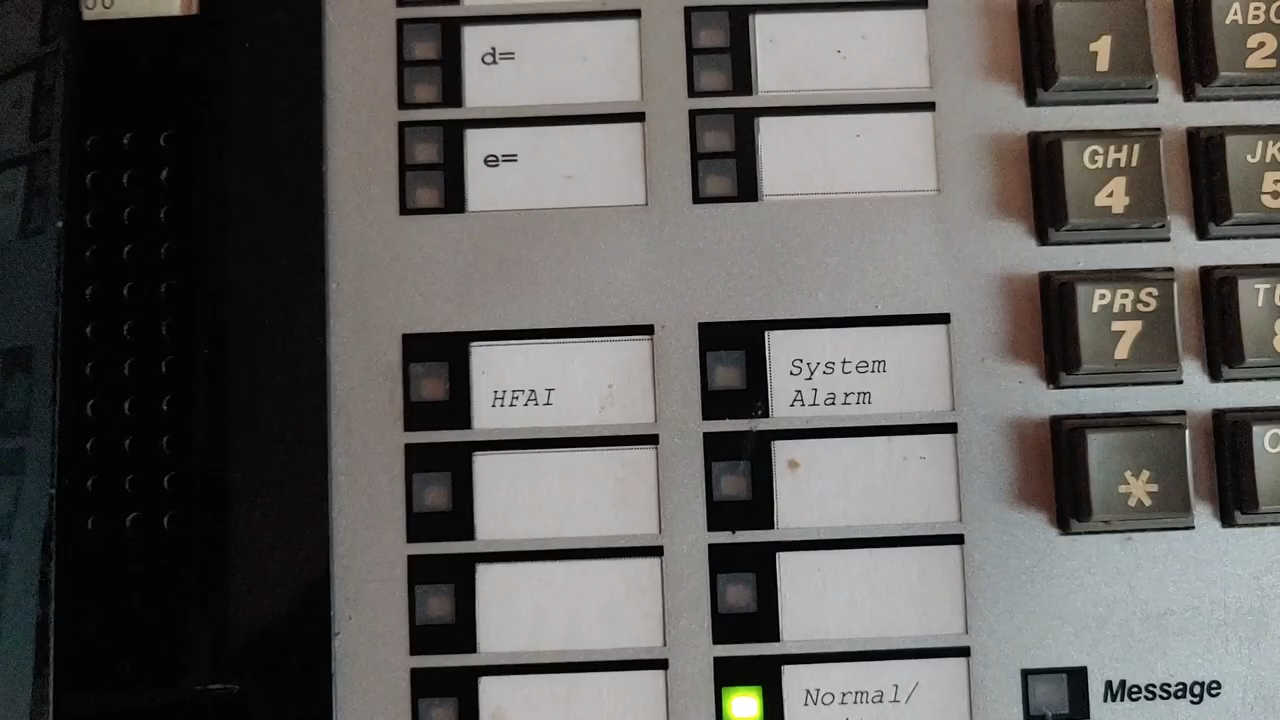 d=
e=
HFAI
System
Alarm
Normal/
1
ABC
2
GHI
4
PRS
7
*
Message